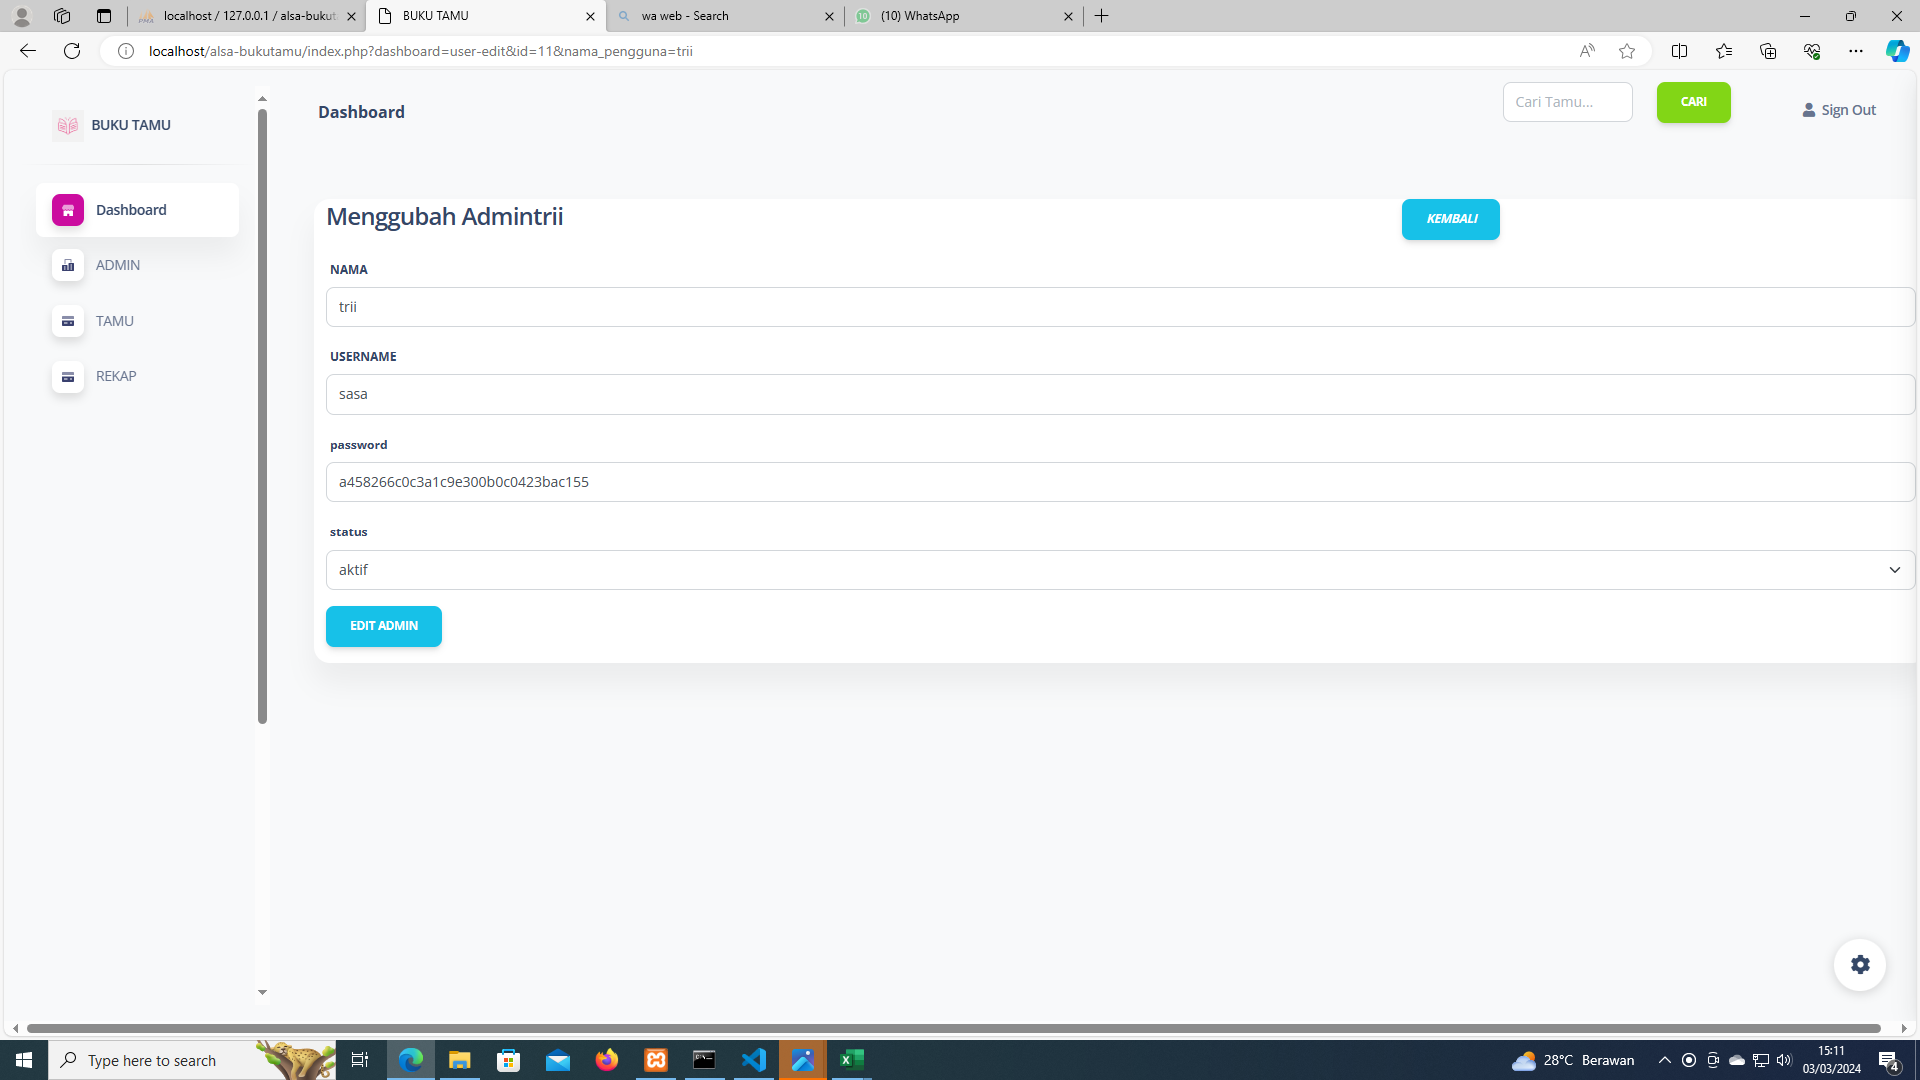 localhost / 127.0.0.1 / alsa-bukut
BUKU TAMU
wa web - Search
(10) WhatsApp
localhost/alsa-bukutamu/index.php?dashboard=user-edit&id=11&nama_pengguna=trii
BUKU TAMU
Dashboard
ADMIN
TAMU
REKAP
Dashboard
Cari Tamu...
CARI
Sign Out
Menggubah Admintrii
KEMBALI
NAMA
trii
USERNAME
sasa
password
a458266c0c3a1c9e300b0c0423bac155
status
aktif
EDIT ADMIN
Type here to search
28°C Berawan
15:11
03/03/2024
4